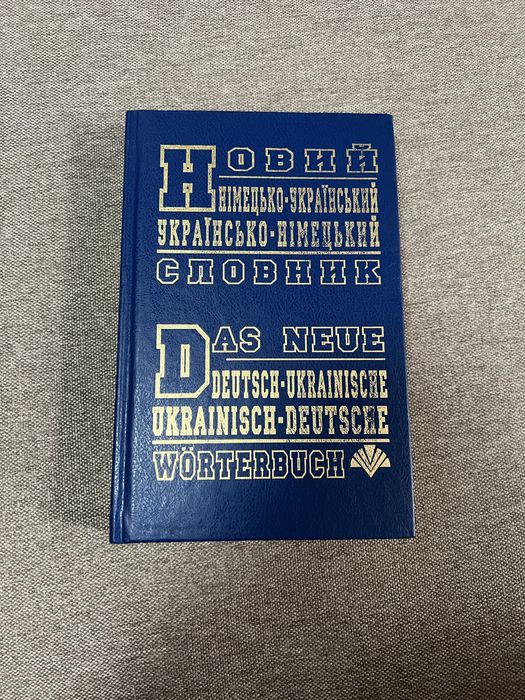 НОВИЙ
НІМЕЦЬКО-УКРАЇНСЬКИЙ
УКРАЇНСЬКО-НІМЕЦЬКИЙ
СЛОВНИК
DAS NEUE
DEUTSCH-UKRAINISCHE
UKRAINISCH-DEUTSCHE
WÖRTERBUCH